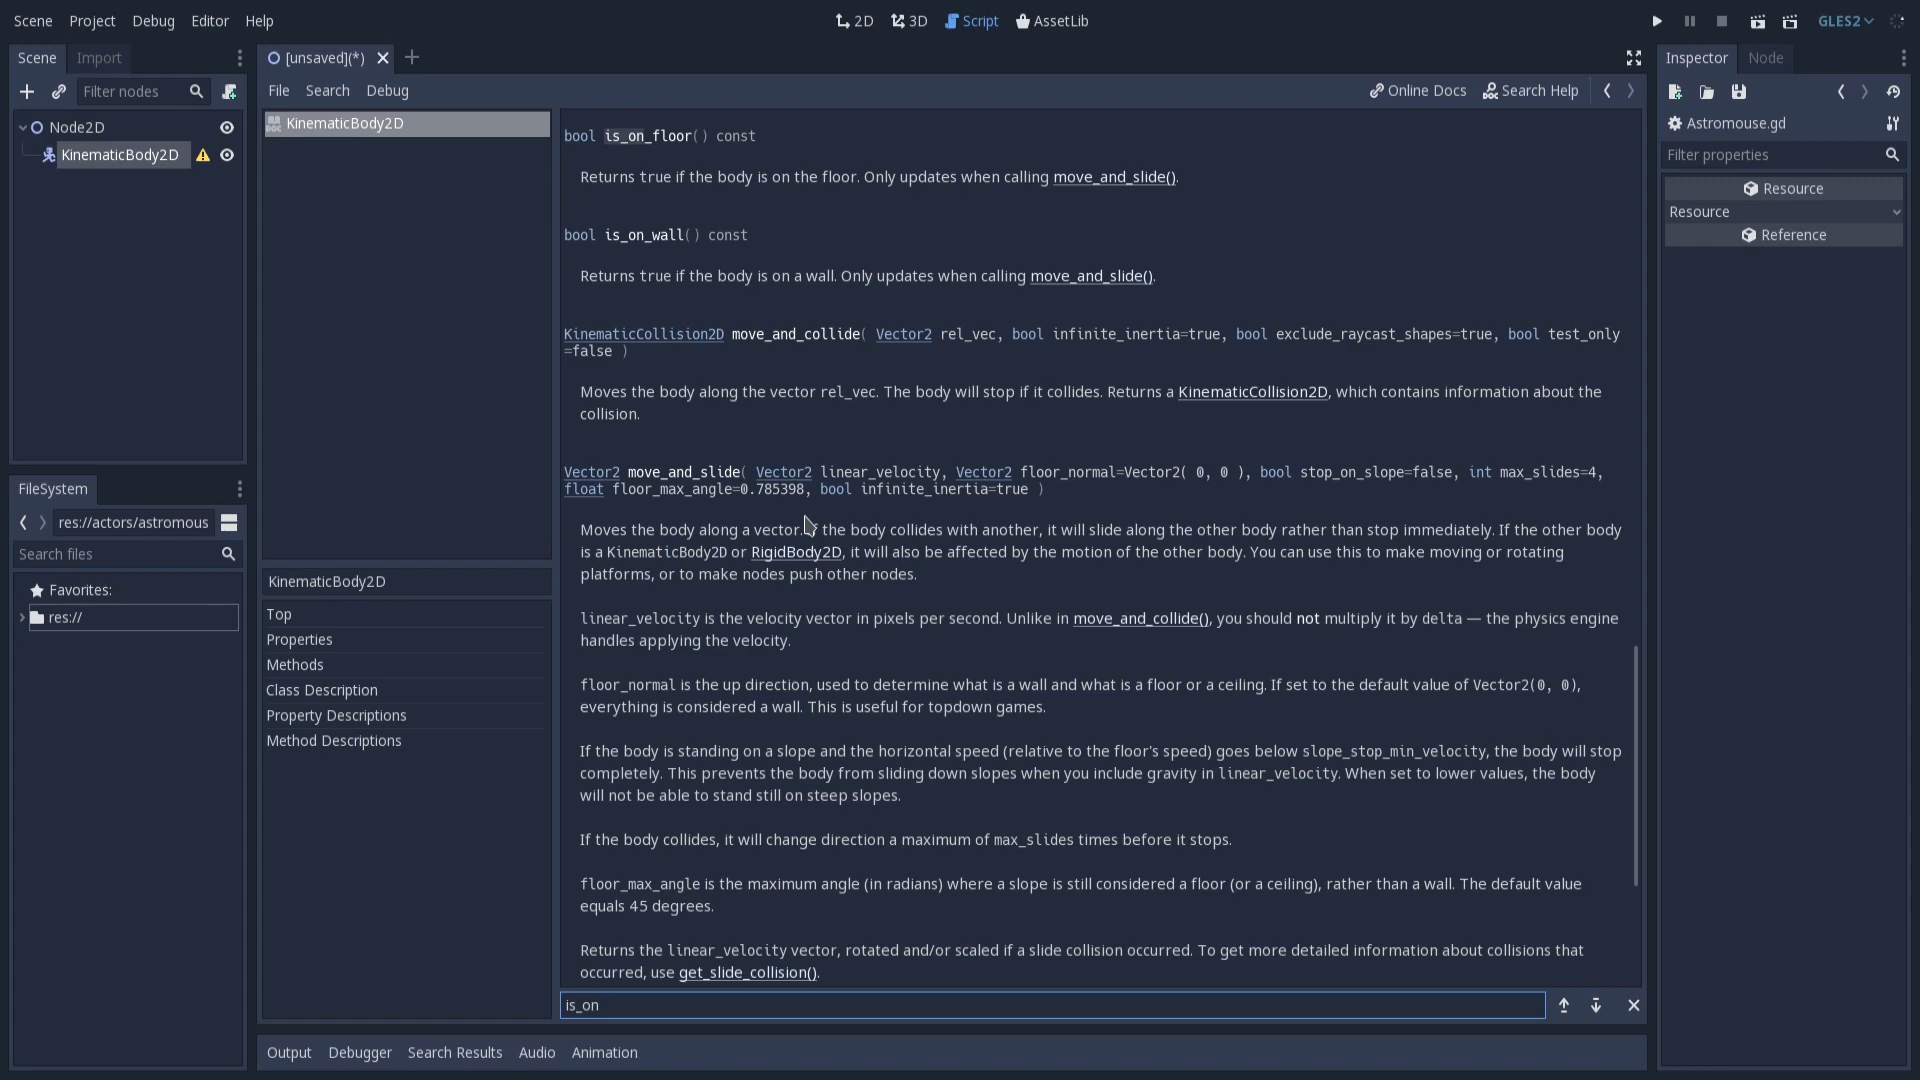 Scene Project Debug Editor Help
2D 3D Script AssetLib
GLES2
Scene Import
[unsaved](*)
Inspector Node
Filter nodes
File Search Debug
Online Docs Search Help
Node2D
KinematicBody2D
KinematicBody2D
Astromouse.gd
Filter properties
Resource
Resource
Reference
bool is_on_floor() const
Returns true if the body is on the floor. Only updates when calling move_and_slide().
bool is_on_wall() const
Returns true if the body is on a wall. Only updates when calling move_and_slide().
KinematicCollision2D move_and_collide( Vector2 rel_vec, bool infinite_inertia=true, bool exclude_raycast_shapes=true, bool test_only
=false )
Moves the body along the vector rel_vec. The body will stop if it collides. Returns a KinematicCollision2D, which contains information about the
collision.
Vector2 move_and_slide( Vector2 linear_velocity, Vector2 floor_normal=Vector2( 0, 0 ), bool stop_on_slope=false, int max_slides=4,
float floor_max_angle=0.785398, bool infinite_inertia=true )
Moves the body along a vector. the body collides with another, it will slide along the other body rather than stop immediately. If the other body
is a KinematicBody2D or RigidBody2D, it will also be affected by the motion of the other body. You can use this to make moving or rotating
platforms, or to make nodes push other nodes.
linear_velocity is the velocity vector in pixels per second. Unlike in move_and_collide(), you should not multiply it by delta — the physics engine
handles applying the velocity.
floor_normal is the up direction, used to determine what is a wall and what is a floor or a ceiling. If set to the default value of Vector2(0, 0),
everything is considered a wall. This is useful for topdown games.
If the body is standing on a slope and the horizontal speed (relative to the floor's speed) goes below slope_stop_min_velocity, the body will stop
completely. This prevents the body from sliding down slopes when you include gravity in linear_velocity. When set to lower values, the body
will not be able to stand still on steep slopes.
If the body collides, it will change direction a maximum of max_slides times before it stops.
floor_max_angle is the maximum angle (in radians) where a slope is still considered a floor (or a ceiling), rather than a wall. The default value
equals 45 degrees.
Returns the linear_velocity vector, rotated and/or scaled if a slide collision occurred. To get more detailed information about collisions that
occurred, use get_slide_collision().
is_on
FileSystem
res://actors/astromous
Search files
Favorites:
res://
KinematicBody2D
Top
Properties
Methods
Class Description
Property Descriptions
Method Descriptions
Output Debugger Search Results Audio Animation